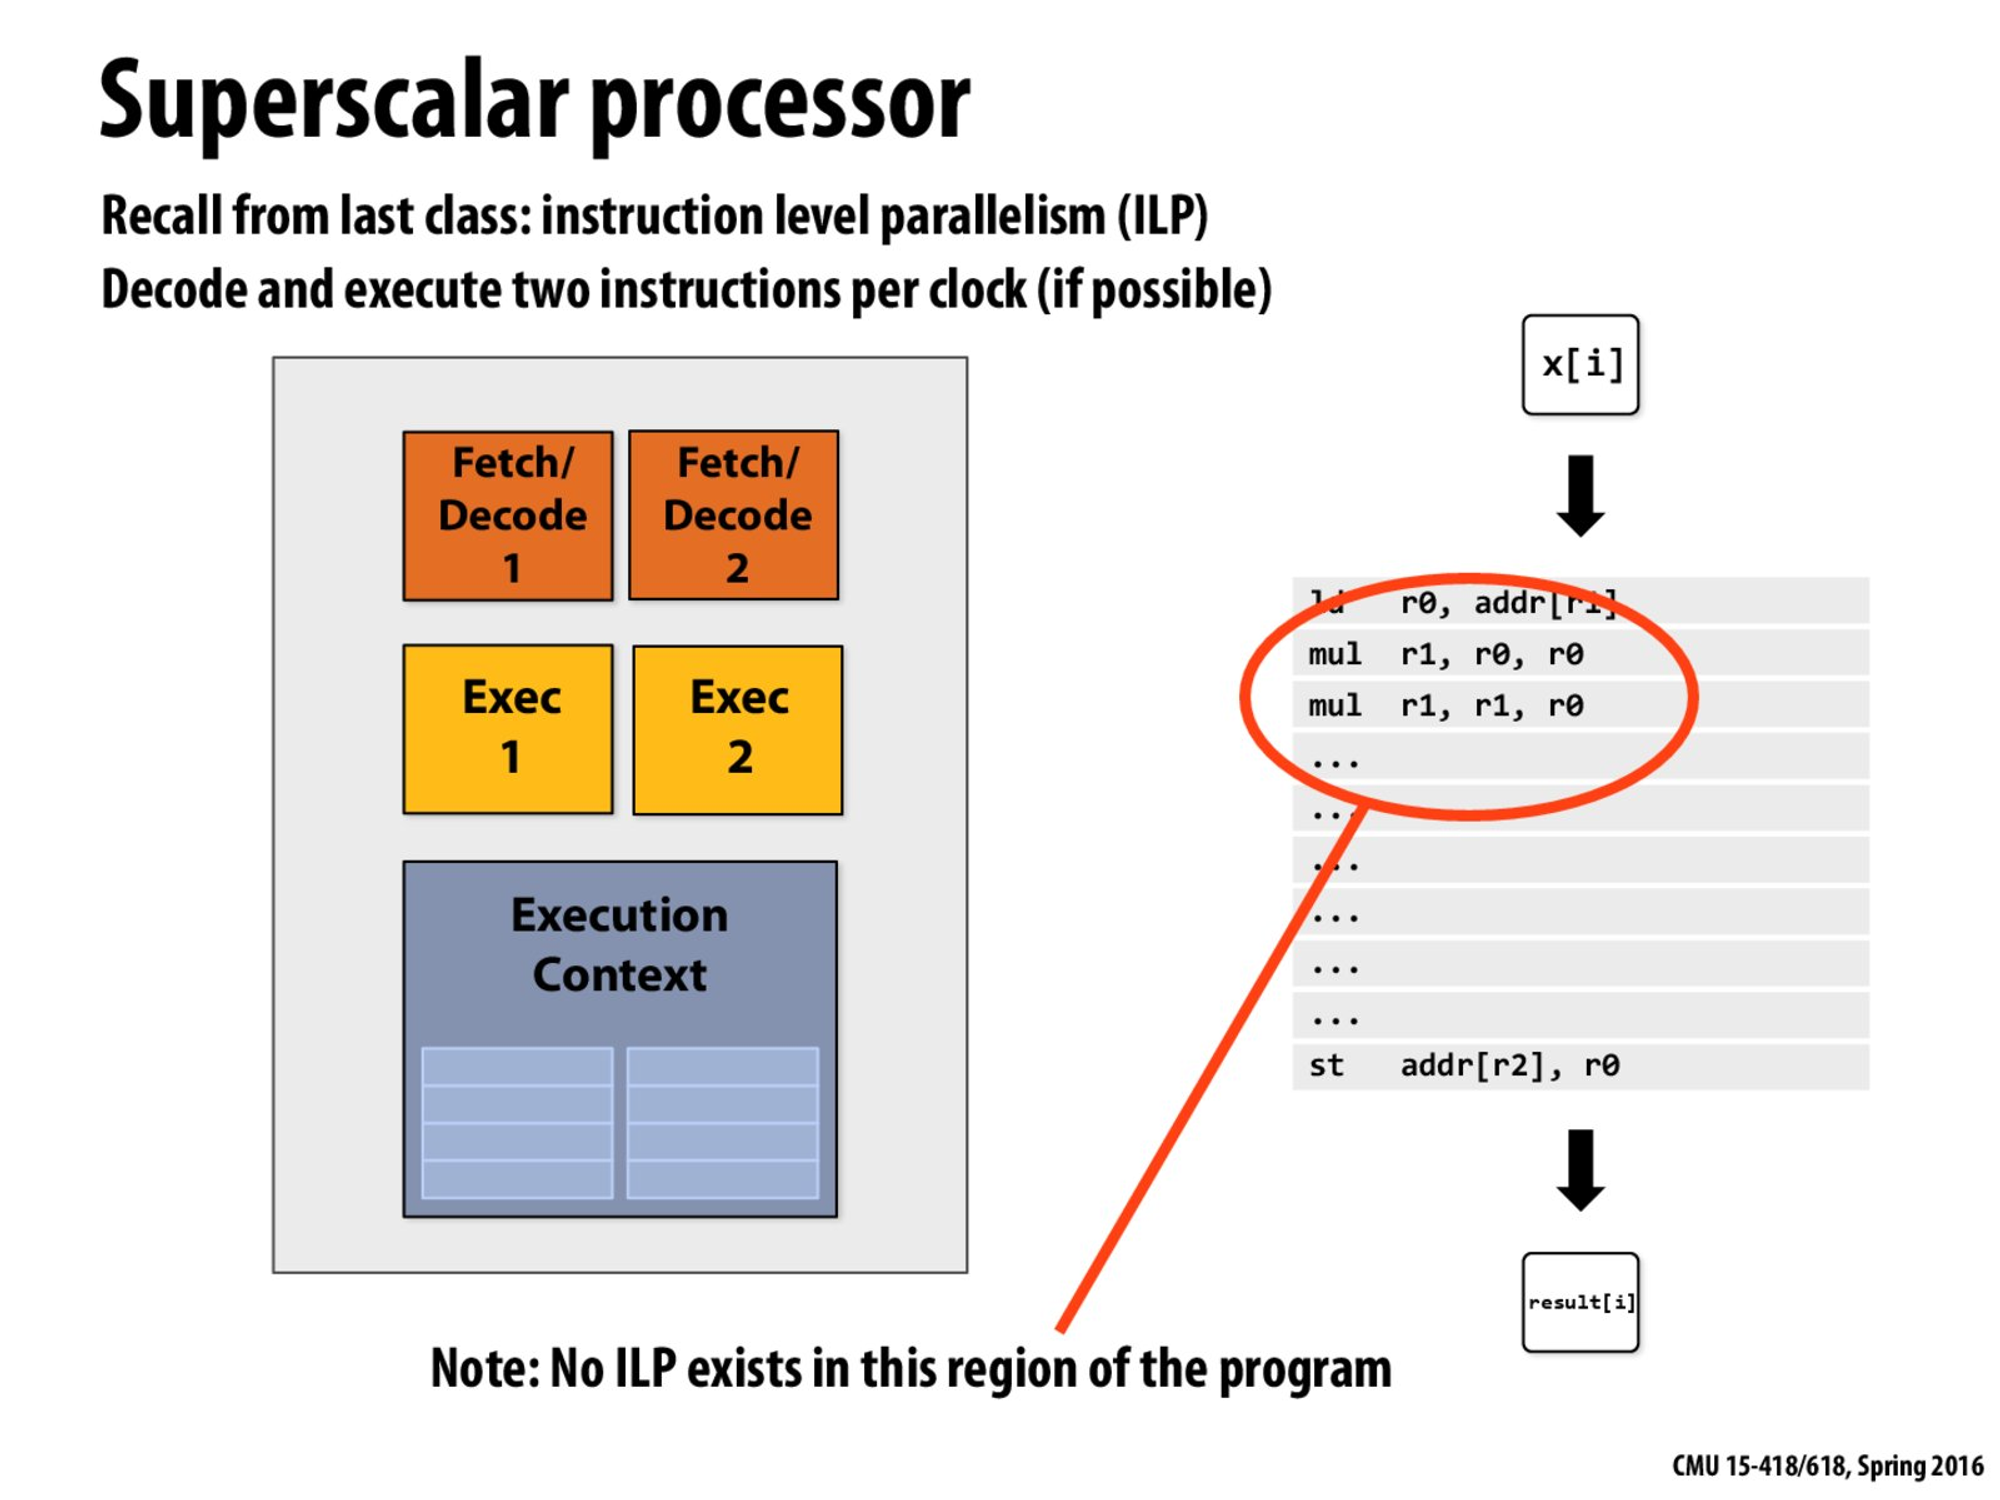 Superscalar processor
Recall from last class: instruction level parallelism (ILP)
Decode and execute two instructions per clock (if possible)
Fetch/
Decode
1
Fetch/
Decode
2
Exec
1
Exec
2
Execution
Context
x[i]
ld r0, addr[r1]
mul r1, r0, r0
mul r1, r1, r0
...
...
...
...
...
...
st addr[r2], r0
result[i]
Note: No ILP exists in this region of the program
CMU 15-418/618, Spring 2016